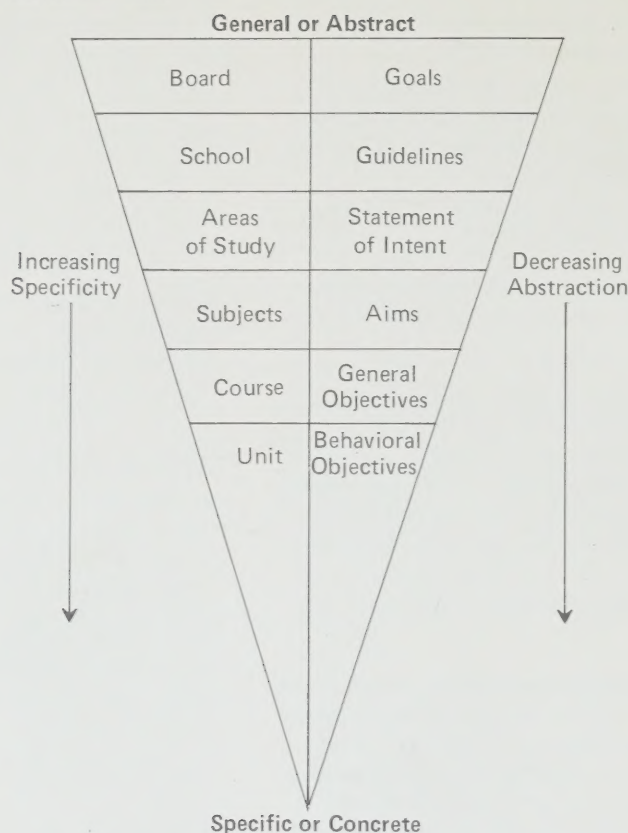 General or Abstract
Board Goals
School Guidelines
Areas
of Study
Statement
of Intent
Increasing
Specificity
Decreasing
Abstraction
Subjects Aims
Course
General
Objectives
Unit
Behavioral
Objectives
Specific or Concrete